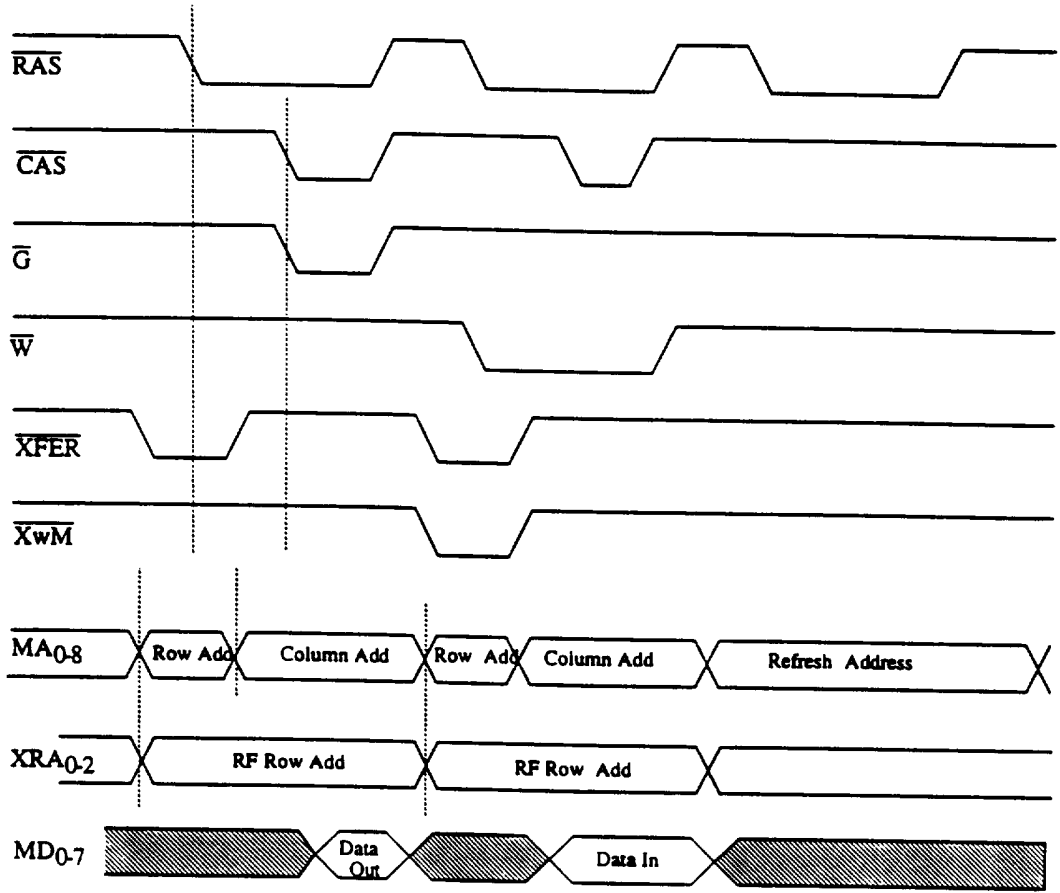 RAS
CAS
G
W
XFER
XwM
MA0-8 Row Add Column Add Row Add Column Add Refresh Address
XRA0-2 RF Row Add RF Row Add
MD0-7 Data Out Data In